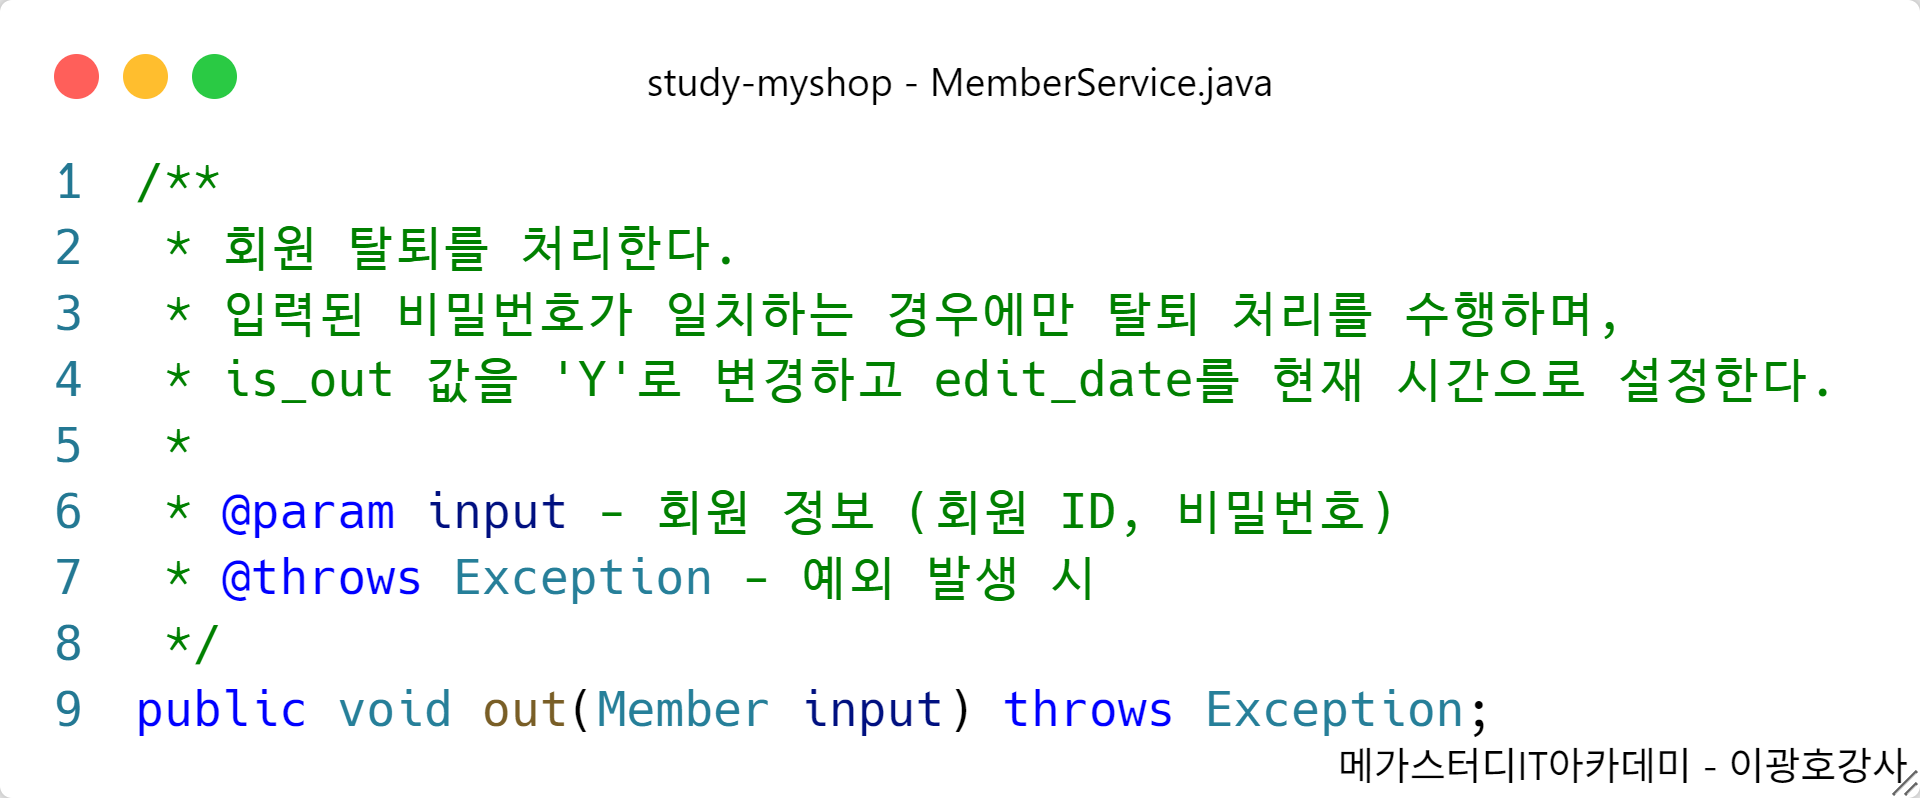 study-myshop - MemberService.java
1 /**
2  * 회원 탈퇴를 처리한다.
3  * 입력된 비밀번호가 일치하는 경우에만 탈퇴 처리를 수행하며,
4  * is_out 값을 'Y'로 변경하고 edit_date를 현재 시간으로 설정한다.
5  *
6  * @param input - 회원 정보 (회원 ID, 비밀번호)
7  * @throws Exception - 예외 발생 시
8  */
9 public void out(Member input) throws Exception;
메가스터디IT아카데미 - 이광호강사